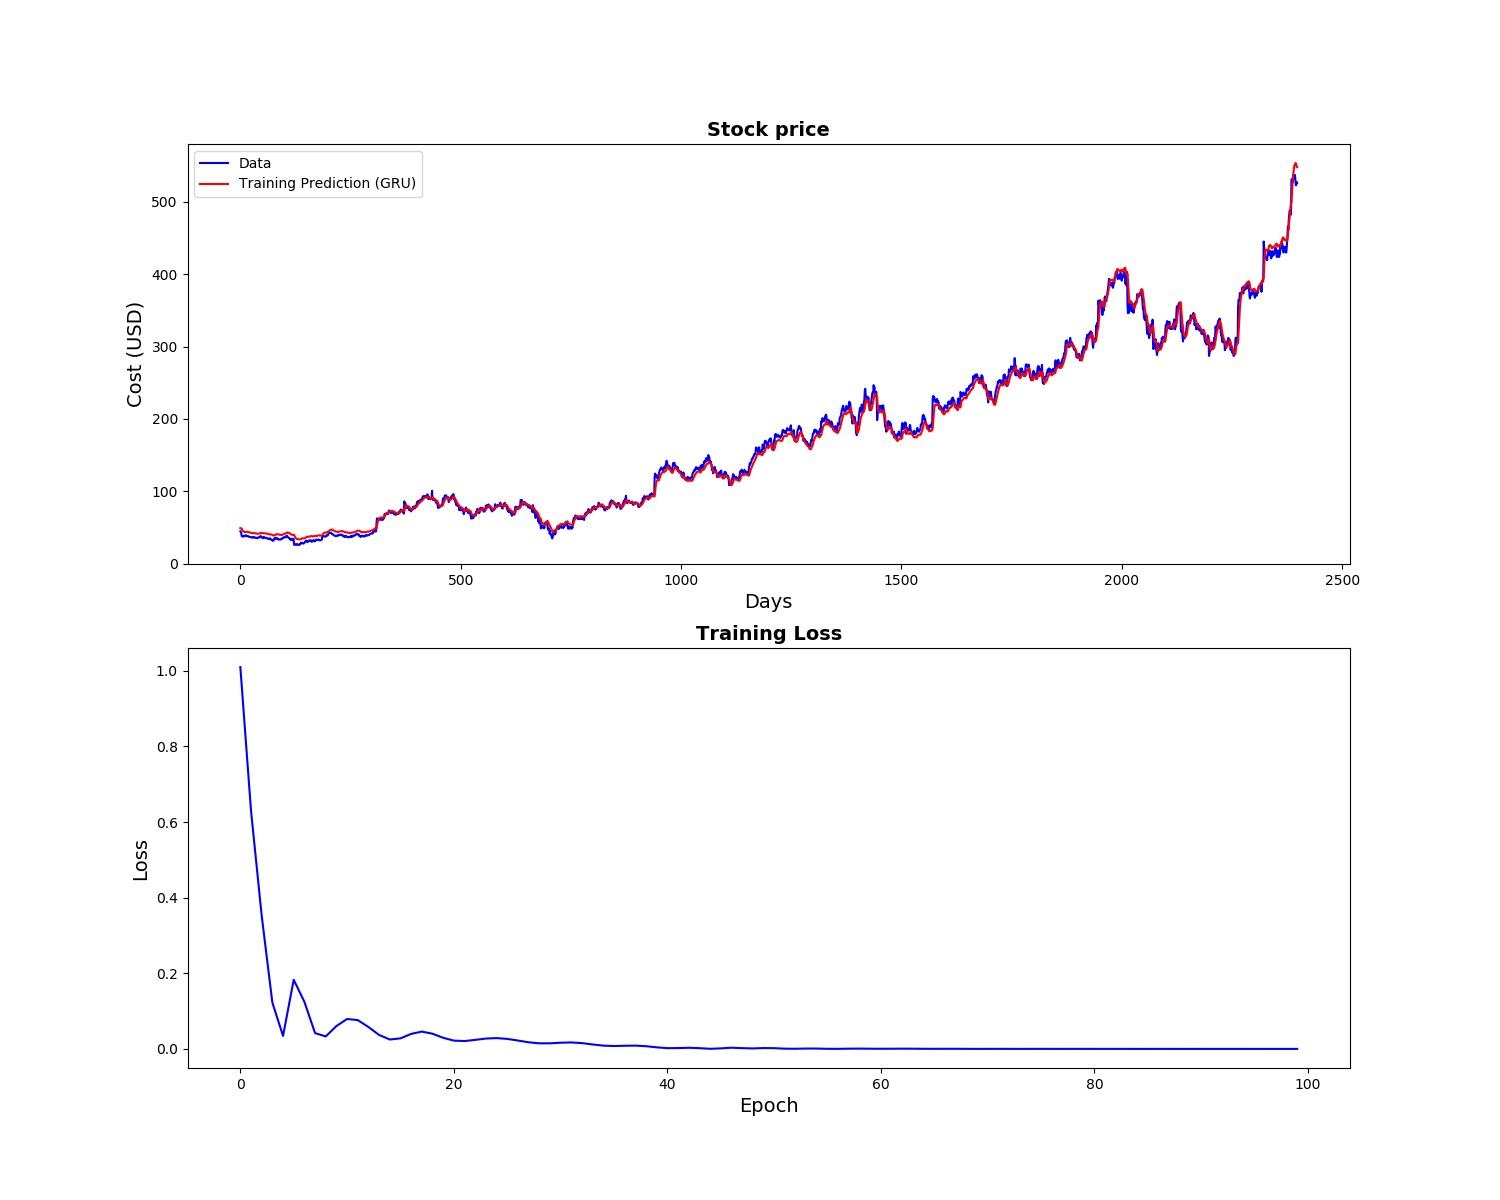 Stock price
Data
Training Prediction (GRU)
Cost (USD)
500
400
300
200
100
0
0 500 1000 1500 2000 2500
Days
Training Loss
Loss
1.0
0.8
0.6
0.4
0.2
0.0
0 20 40 60 80 100
Epoch